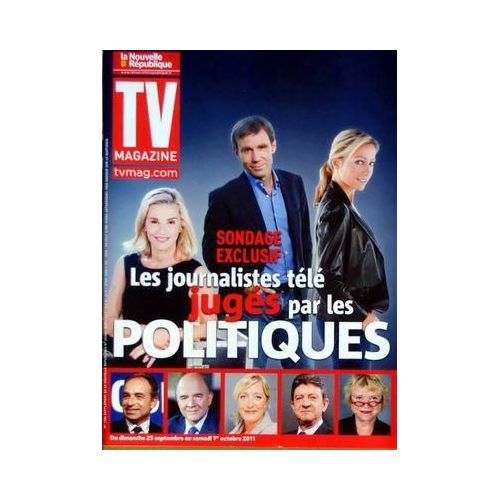 la Nouvelle
République
TV
MAGAZINE
tvmag.com
SONDAGE
EXCLUSIF
Les journalistes télé
jugés par les
POLITIQUES
Du dimanche 25 septembre au samedi 1er octobre 2011